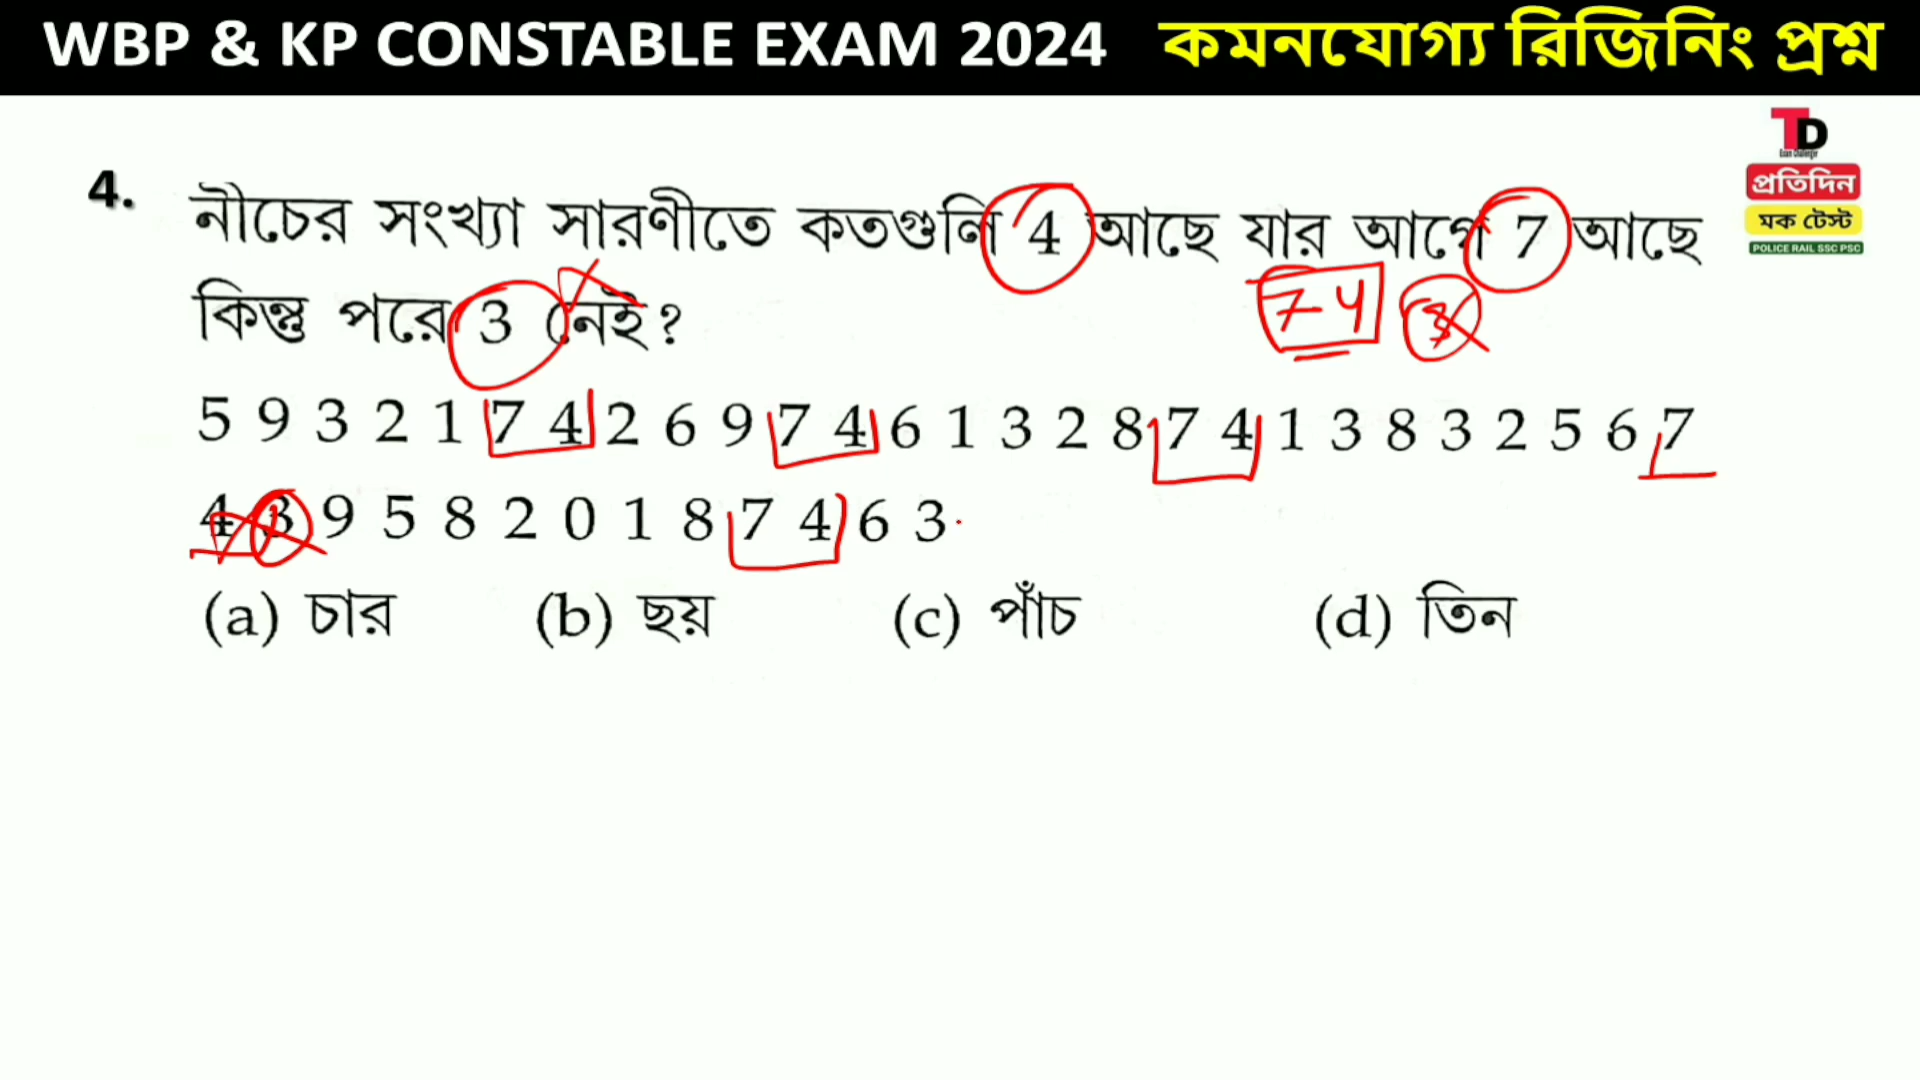 WBP & KP CONSTABLE EXAM 2024 কমনযোগ্য রিজিনিং প্রশ্ন
TD
Exam Challenger
প্রতিদিন
মক টেস্ট
POLICE RAIL SSC PSC
4. নীচের সংখ্যা সারণীতে কতগুলি 4 আছে যার আগে 7 আছে
কিন্তু পরে 3 নেই?
7 4 3
5 9 3 2 1 7 4 2 6 9 7 4 6 1 3 2 8 7 4 1 3 8 3 2 5 6 7
4 3 9 5 8 2 0 1 8 7 4 6 3
(a) চার (b) ছয় (c) পাঁচ (d) তিন